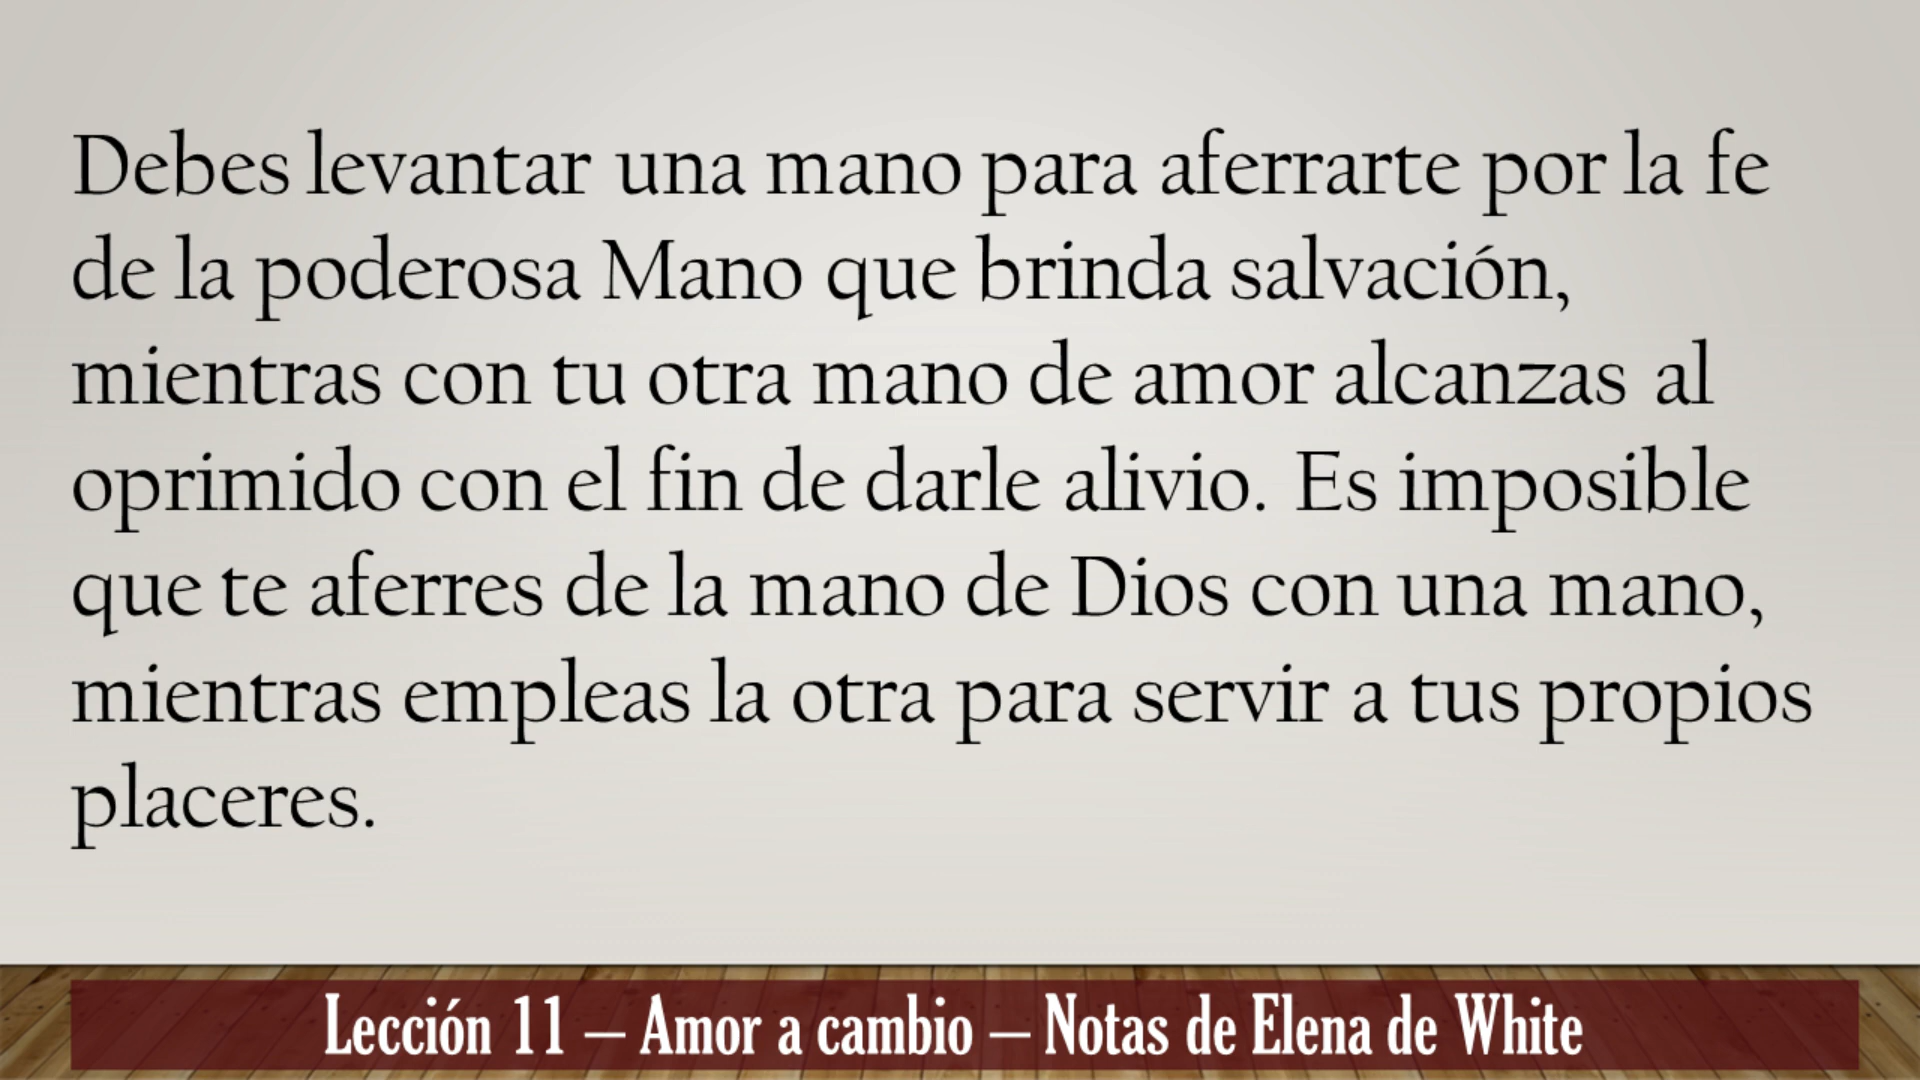 Debes levantar una mano para aferrarte por la fe
de la poderosa Mano que brinda salvación,
mientras con tu otra mano de amor alcanzas al
oprimido con el fin de darle alivio. Es imposible
que te aferres de la mano de Dios con una mano,
mientras empleas la otra para servir a tus propios
placeres.
Lección 11 – Amor a cambio – Notas de Elena de White